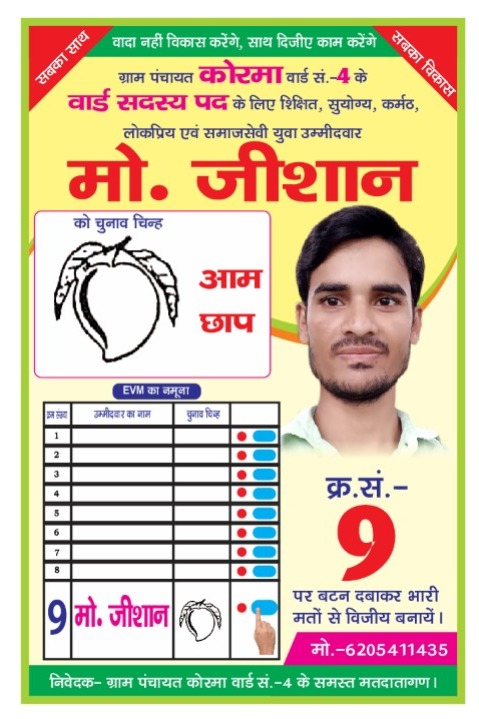 सबका साथ
वादा नहीं विकास करेंगे, साथ दिजीए काम करेंगे
सबका विकास
ग्राम पंचायत कोरमा वार्ड सं.-4 के
वार्ड सदस्य पद के लिए शिक्षित, सुयोग्य, कर्मठ,
लोकप्रिय एवं समाजसेवी युवा उम्मीदवार
मो. जीशान
को चुनाव चिन्ह
आम
छाप
EVM का नमूना
क्रम संख्या उम्मीदवार का नाम चुनाव चिन्ह
1
2
3
4
5
6
7
8
9 मो. जीशान
क्र.सं.-
9
पर बटन दबाकर भारी
मतों से विजीय बनायें।
मो.-6205411435
निवेदक- ग्राम पंचायत कोरमा वार्ड सं.-4 के समस्त मतदातागण।